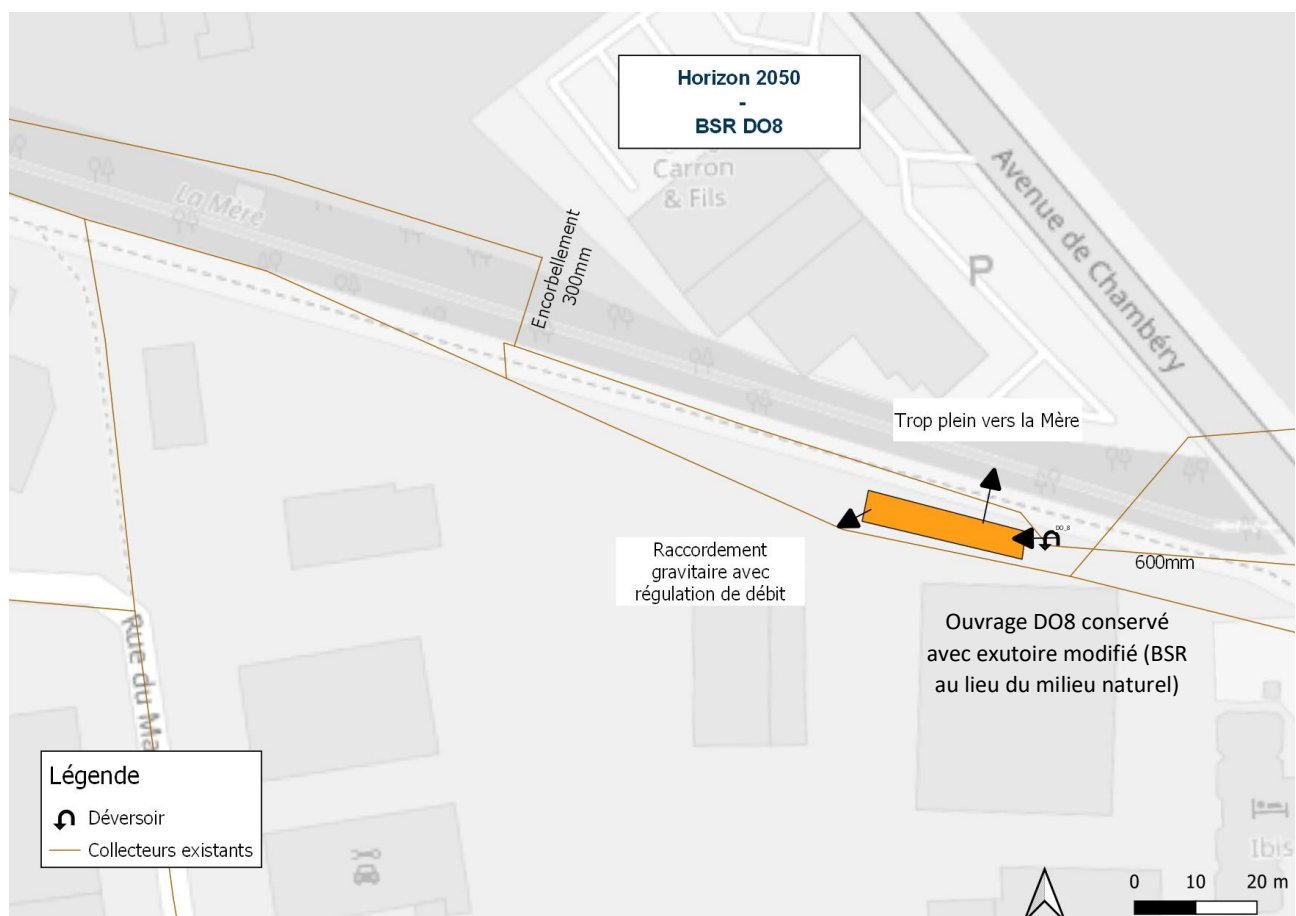 Horizon 2050
-
BSR DO8
Carron
& Fils
La Mère
Avenue de Chambéry
Encorbellement
300mm
P
Trop plein vers la Mère
DO_8
600mm
Raccordement
gravitaire avec
régulation de débit
Ouvrage DO8 conservé
avec exutoire modifié (BSR
au lieu du milieu naturel)
Rue du Ma
Légende
Déversoir
Collecteurs existants
Ibis
0 10 20 m